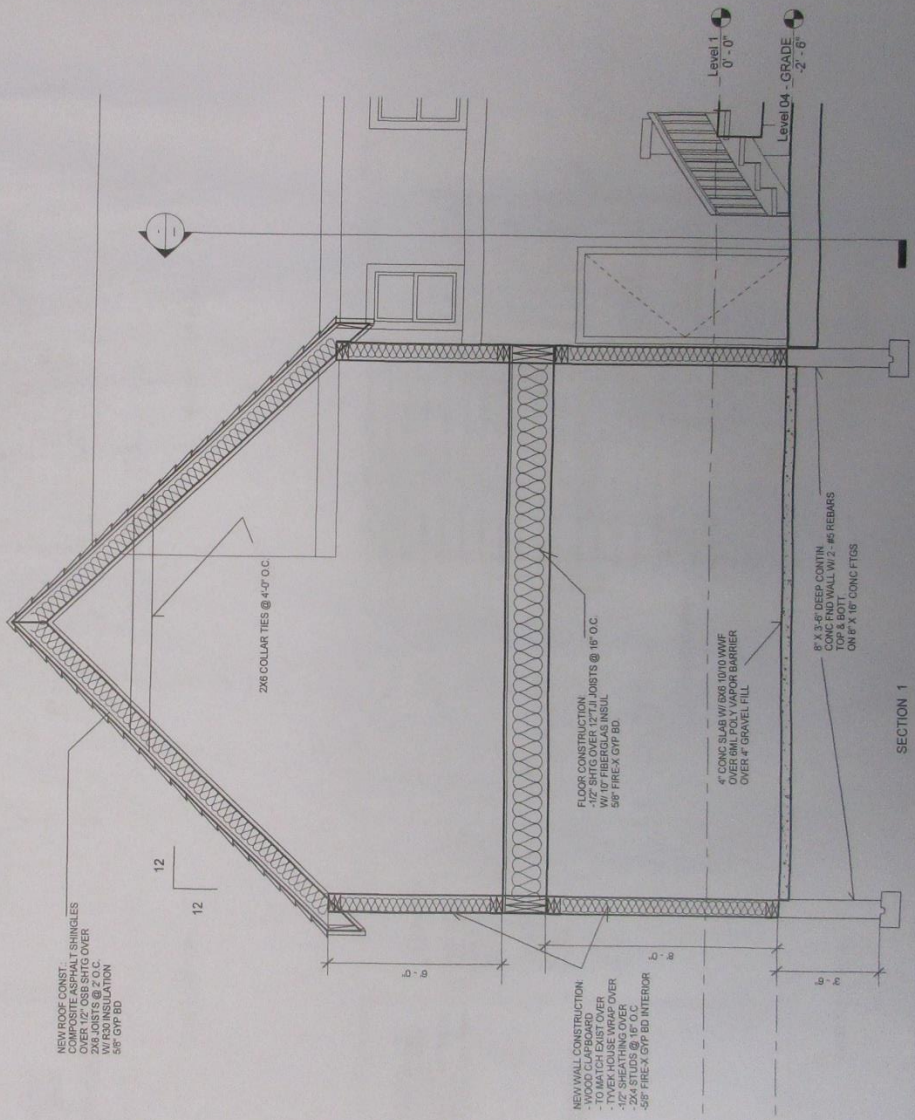 NEW ROOF CONST.:
COMPOSITE ASPHALT SHINGLES
OVER 1/2" OSB SHTG OVER
2X8 JOISTS @ 2' O.C.
W/ R30 INSULATION
5/8" GYP BD
12
12
2X6 COLLAR TIES @ 4'-0" O.C.
Level 1
0' - 0"
Level 04 - GRADE
-2' - 6"
FLOOR CONSTRUCTION:
-1/2" SHTG OVER 12"TJI JOISTS @ 16" O.C.
W/ 10" FIBERGLAS INSUL
5/8" FIRE-X GYP BD
NEW WALL CONSTRUCTION:
- WOOD CLAPBOARD
- TO MATCH EXIST OVER
- TYVEK HOUSE WRAP OVER
-1/2" SHEATHING OVER
- 2X4 STUDS @ 16" O.C
-5/8" FIRE-X GYP BD INTERIOR
4" CONC SLAB W/ 6X6 10/10 WWF
OVER 6ML POLY VAPOR BARRIER
OVER 4" GRAVEL FILL
8" X 3'-6" DEEP CONTIN
CONC FND WALL W/ 2 - #5 REBARS
TOP & BOTT
ON 8" X 16" CONC FTGS
3' - 6"
SECTION 1